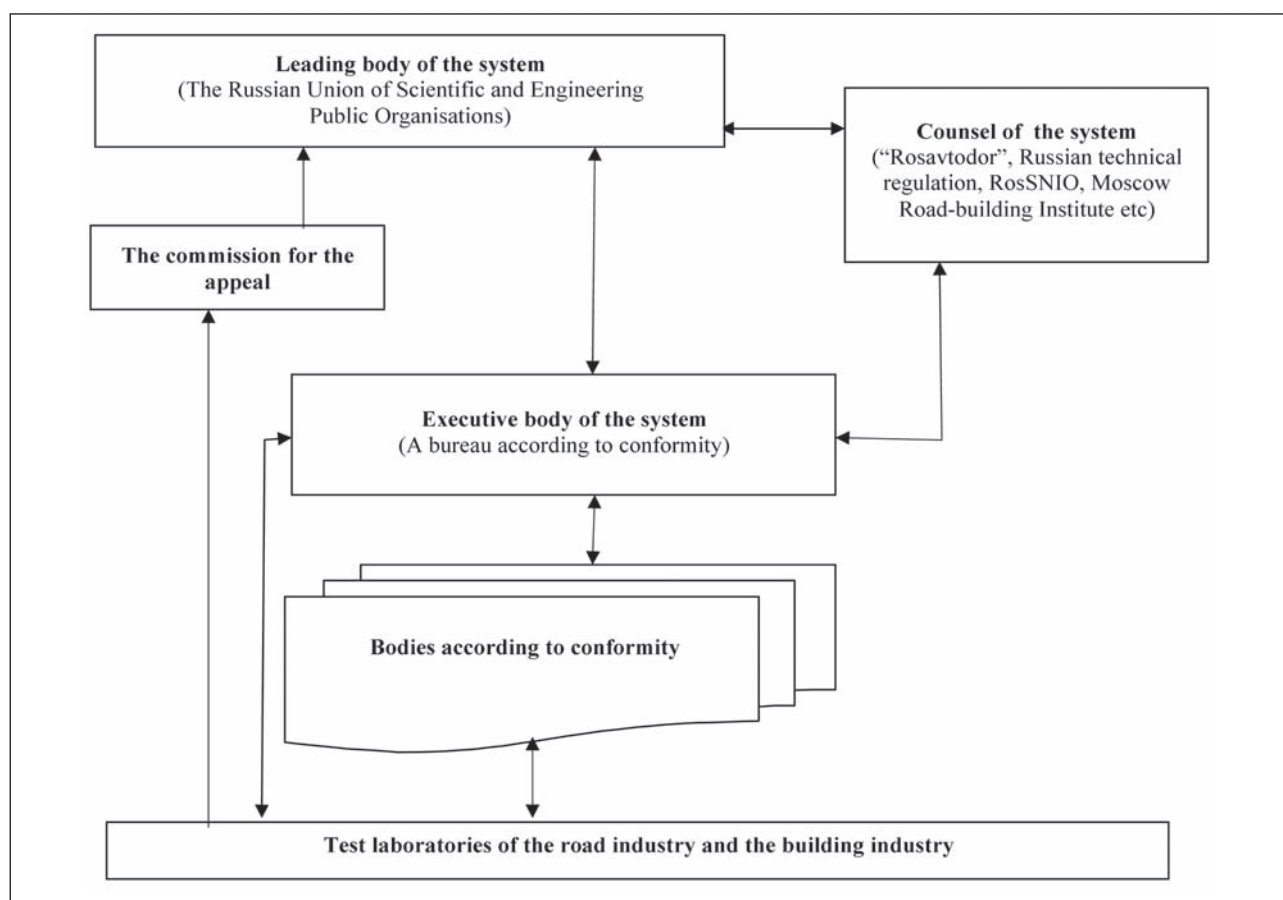 Leading body of the system
(The Russian Union of Scientific and Engineering
Public Organisations)
Counsel of the system
(“Rosavtodor”, Russian technical
regulation, RosSNIO, Moscow
Road-building Institute etc)
The commission for the
appeal
Executive body of the system
(A bureau according to conformity)
Bodies according to conformity
Test laboratories of the road industry and the building industry